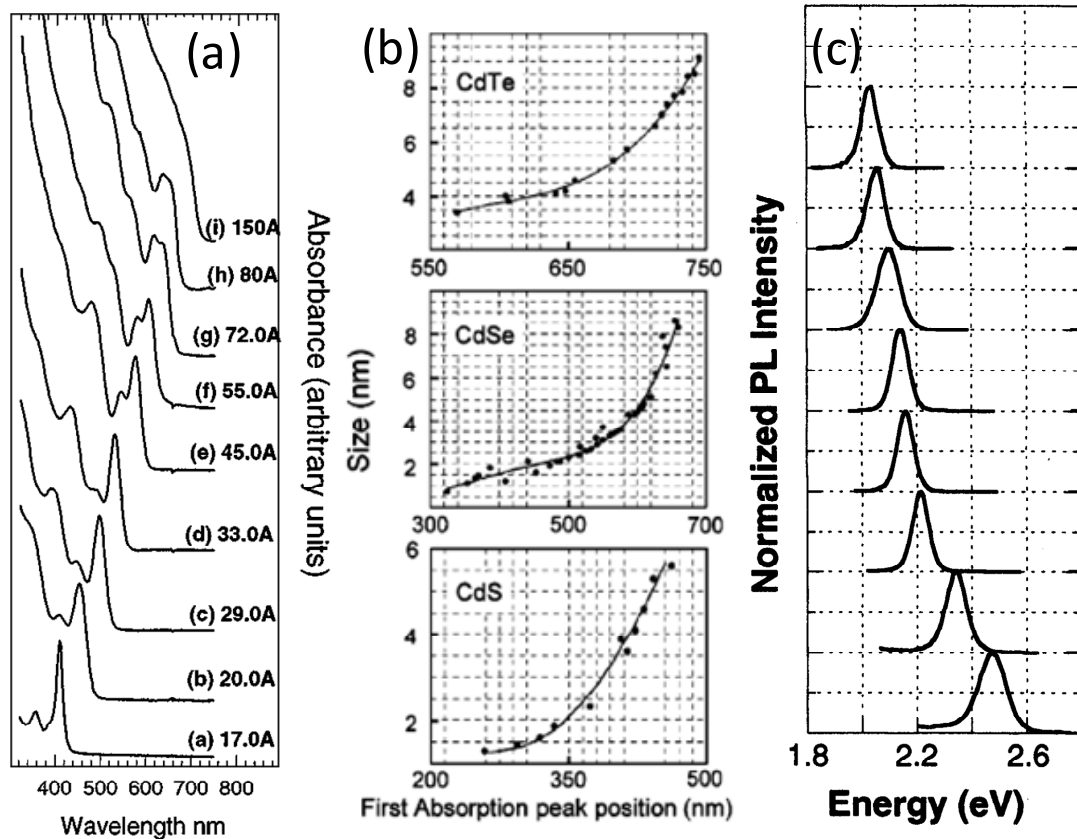 (a)
(i) 150A
(h) 80A
(g) 72.0A
(f) 55.0A
(e) 45.0A
(d) 33.0A
(c) 29.0A
(b) 20.0A
(a) 17.0A
400 500 600 700 800
Wavelength nm
Absorbance (arbitrary units)
(b)
CdTe
8
6
4
550 650 750
CdSe
8
6
4
2
300 500 700
CdS
6
4
2
200 350 500
Size (nm)
First Absorption peak position (nm)
(c)
Normalized PL Intensity
1.8 2.2 2.6
Energy (eV)